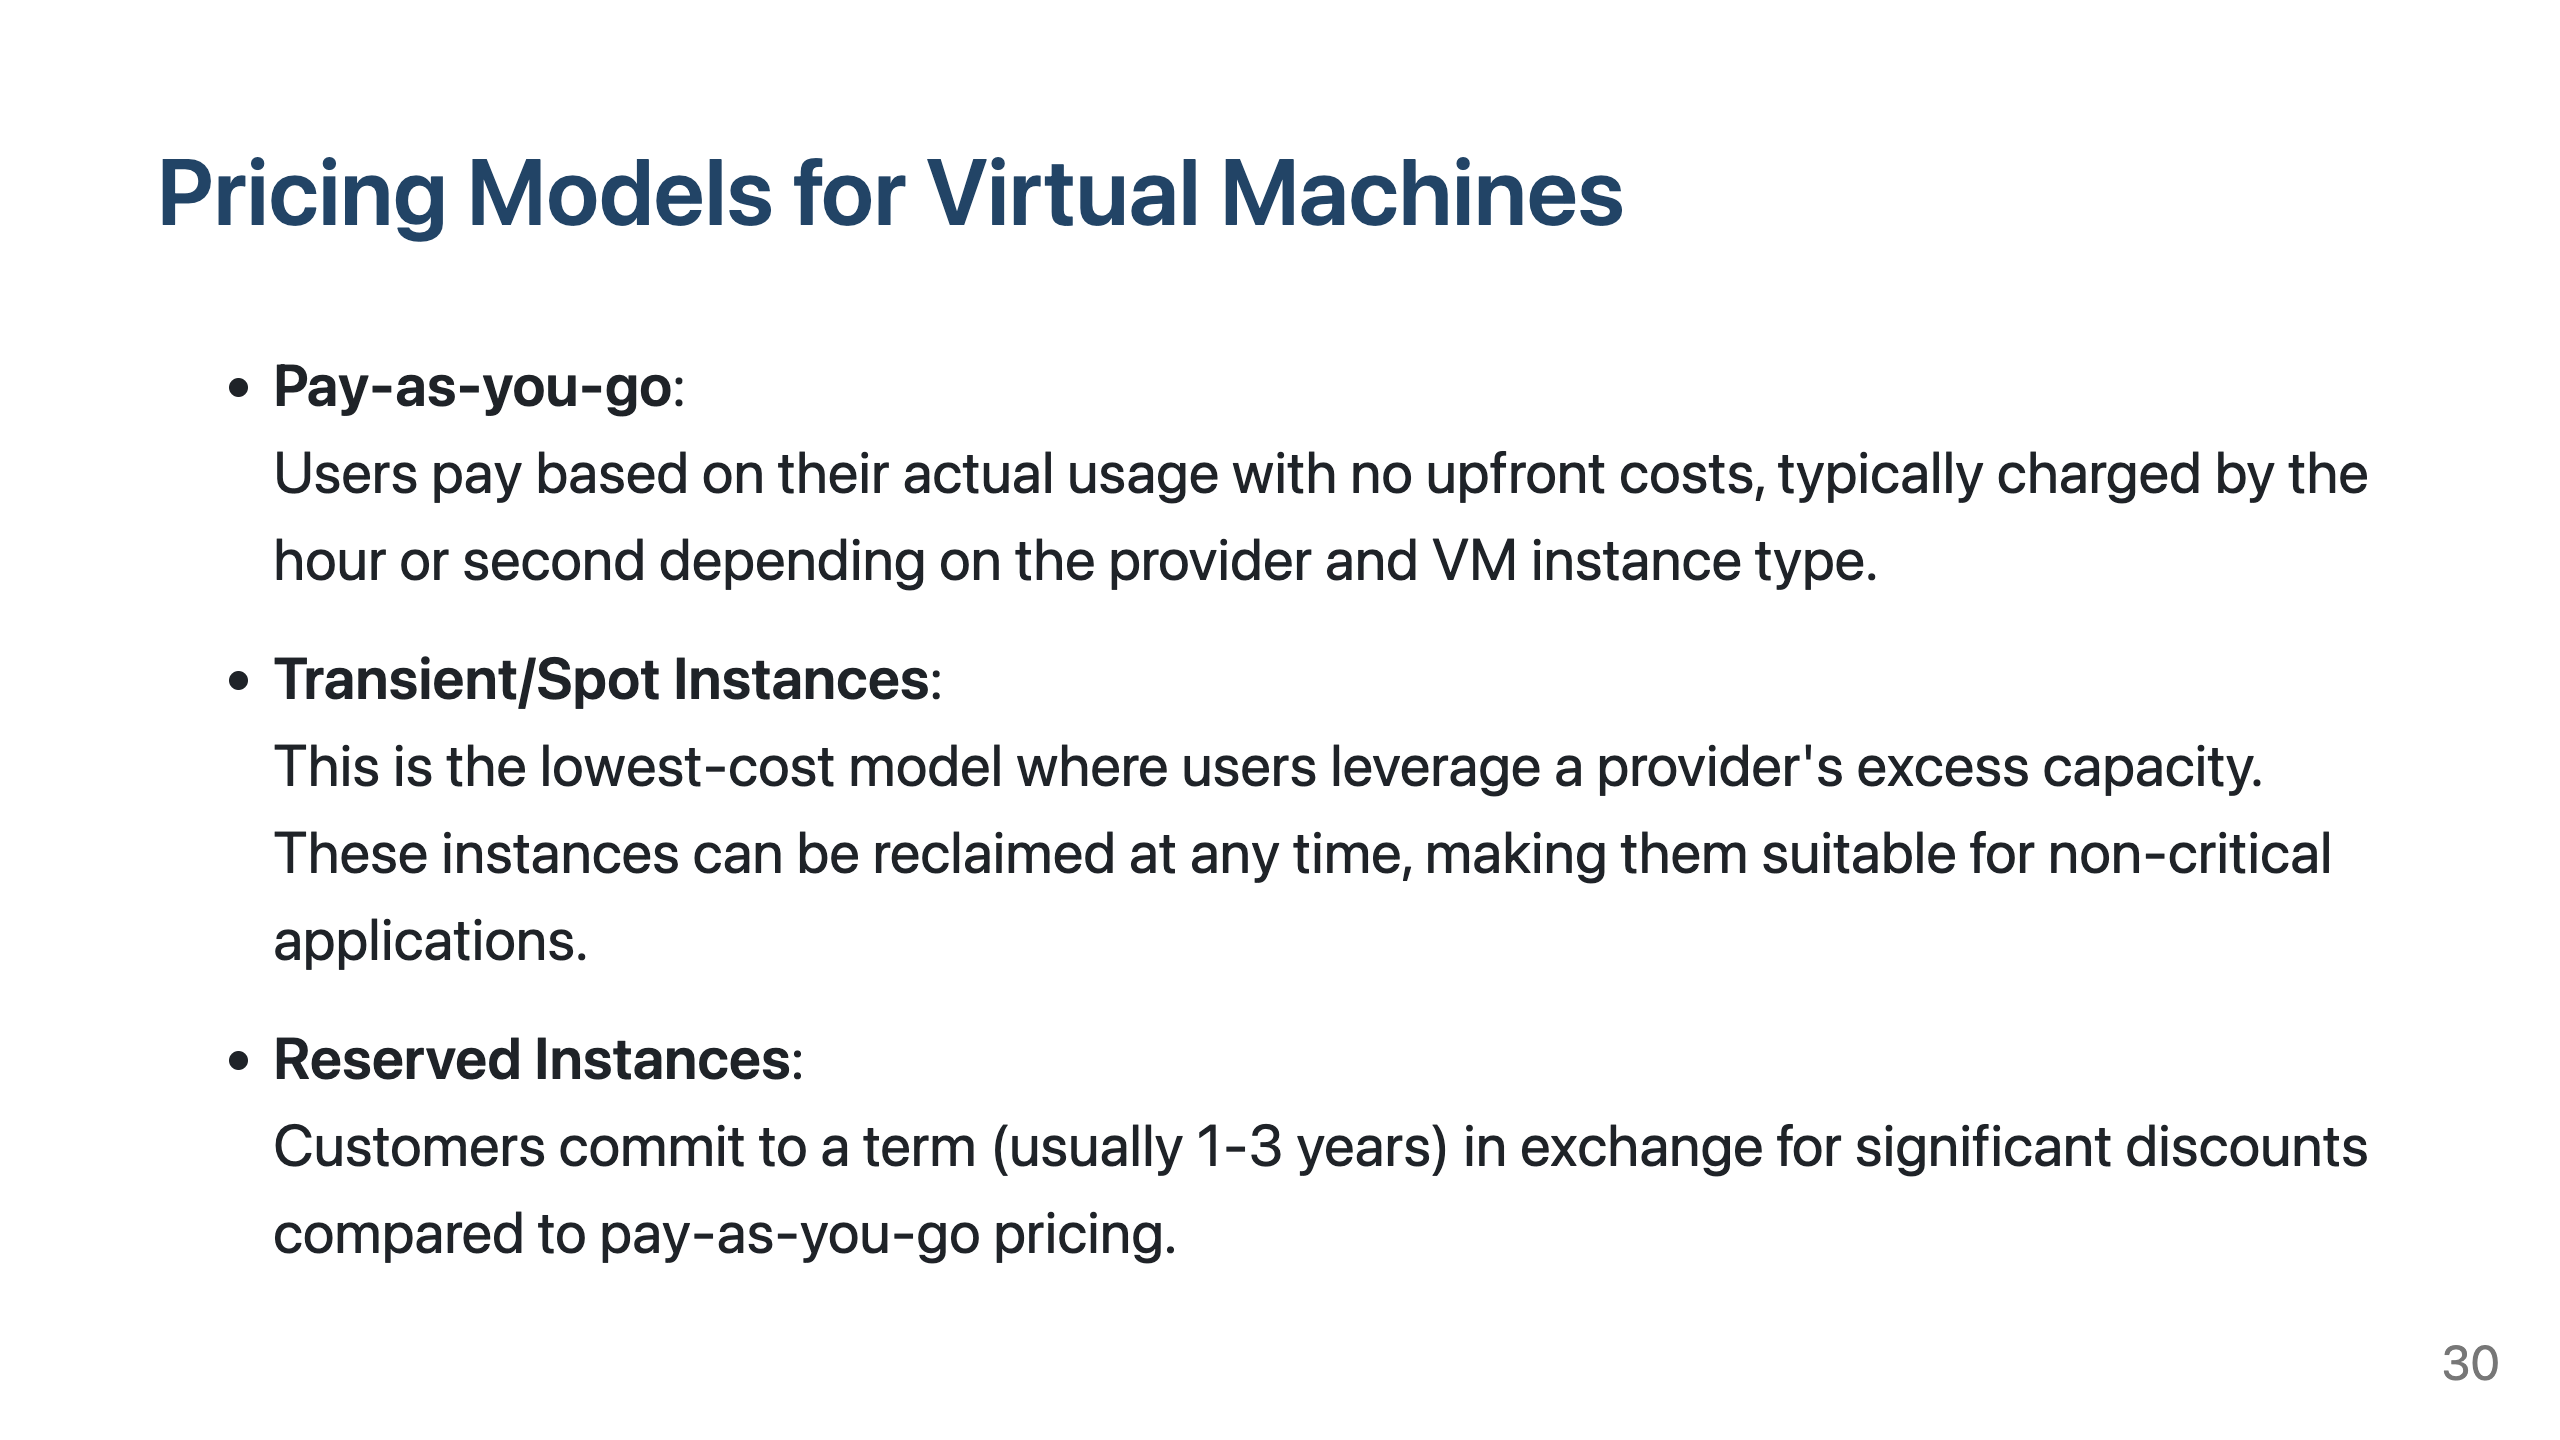 Pricing Models for Virtual Machines
• Pay-as-you-go:
Users pay based on their actual usage with no upfront costs, typically charged by the
hour or second depending on the provider and VM instance type.
• Transient/Spot Instances:
This is the lowest-cost model where users leverage a provider's excess capacity.
These instances can be reclaimed at any time, making them suitable for non-critical
applications.
• Reserved Instances:
Customers commit to a term (usually 1-3 years) in exchange for significant discounts
compared to pay-as-you-go pricing.
30